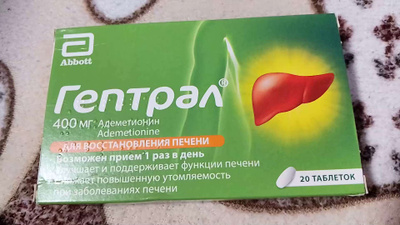 Abbott
Гептрал®
400 мг Адеметионин
Ademetionine
ДЛЯ ВОССТАНОВЛЕНИЯ ПЕЧЕНИ
Возможен прием 1 раз в день
и поддерживает функции печени
повышенную утомляемость
при заболеваниях печени
20 ТАБЛЕТОК